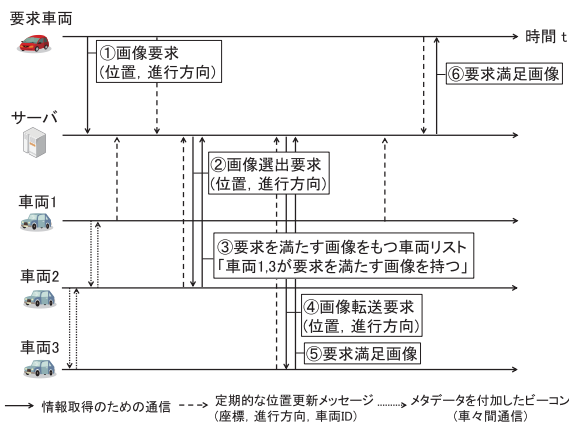 要求車両
時間 t
①画像要求
(位置, 進行方向)
⑥要求満足画像
サーバ
②画像選出要求
(位置, 進行方向)
車両1
③要求を満たす画像をもつ車両リスト
「車両1,3が要求を満たす画像を持つ」
車両2
④画像転送要求
(位置, 進行方向)
車両3
⑤要求満足画像
情報取得のための通信
定期的な位置更新メッセージ
(座標, 進行方向, 車両ID)
メタデータを付加したビーコン
(車々間通信)